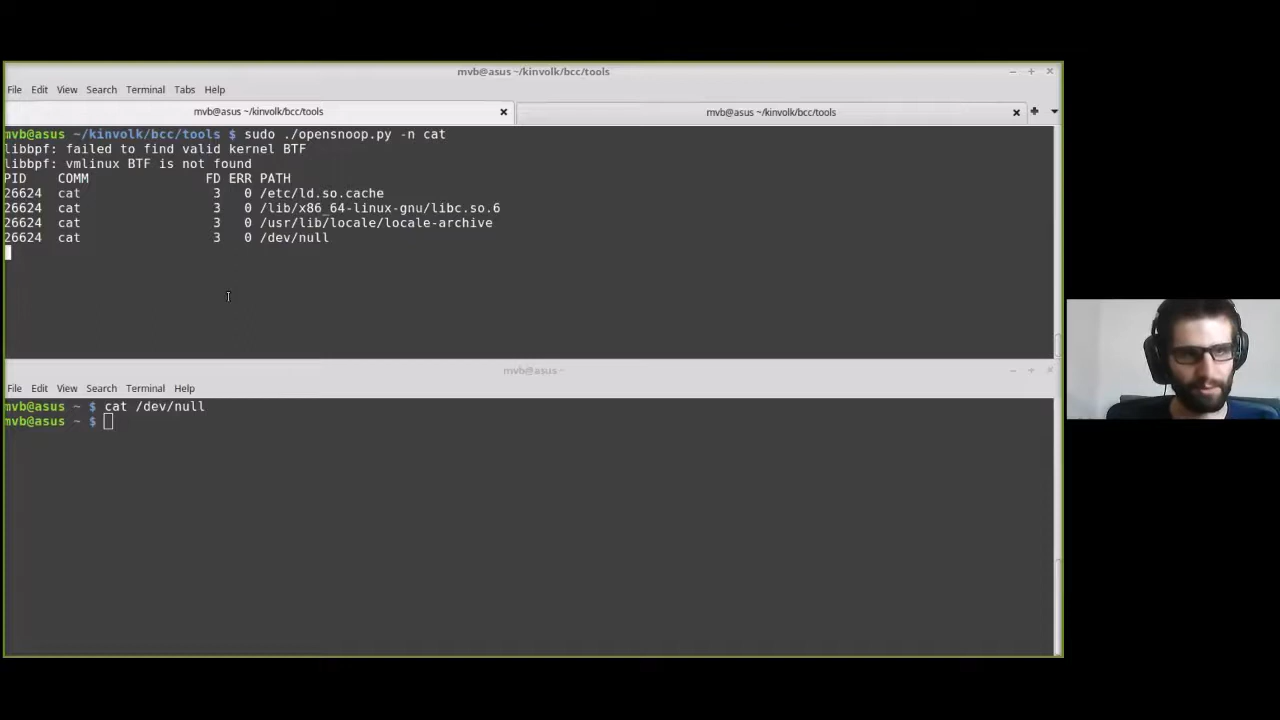 mvb@asus ~/kinvolk/bcc/tools
File Edit View Search Terminal Tabs Help
mvb@asus ~/kinvolk/bcc/tools mvb@asus ~/kinvolk/bcc/tools
mvb@asus ~/kinvolk/bcc/tools $ sudo ./opensnoop.py -n cat
libbpf: failed to find valid kernel BTF
libbpf: vmlinux BTF is not found
PID COMM FD ERR PATH
26624 cat 3 0 /etc/ld.so.cache
26624 cat 3 0 /lib/x86_64-linux-gnu/libc.so.6
26624 cat 3 0 /usr/lib/locale/locale-archive
26624 cat 3 0 /dev/null
mvb@asus ~
File Edit View Search Terminal Help
mvb@asus ~ $ cat /dev/null
mvb@asus ~ $